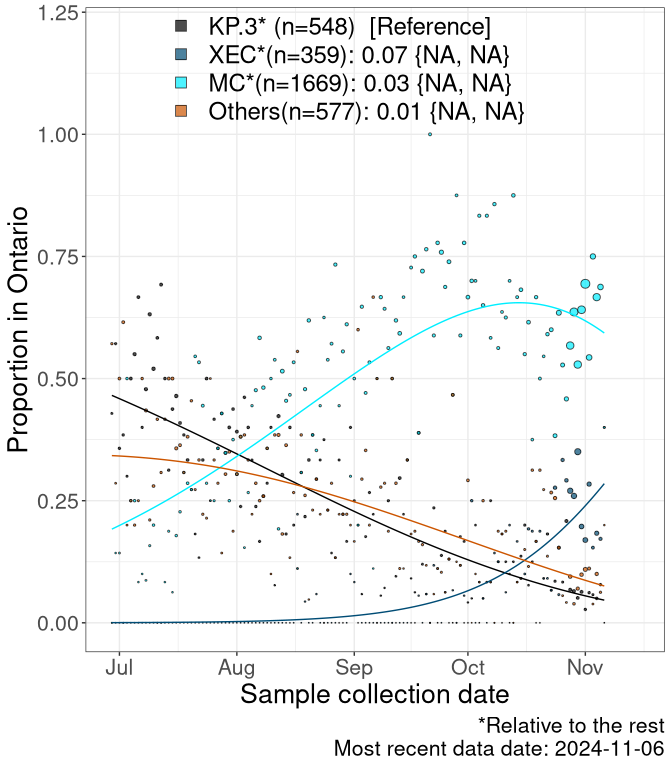 1.25
KP.3* (n=548)  [Reference]
XEC*(n=359): 0.07 {NA, NA}
MC*(n=1669): 0.03 {NA, NA}
Others(n=577): 0.01 {NA, NA}
1.00
0.75
0.50
0.25
0.00
Proportion in Ontario
Jul Aug Sep Oct Nov
Sample collection date
*Relative to the rest
Most recent data date: 2024-11-06